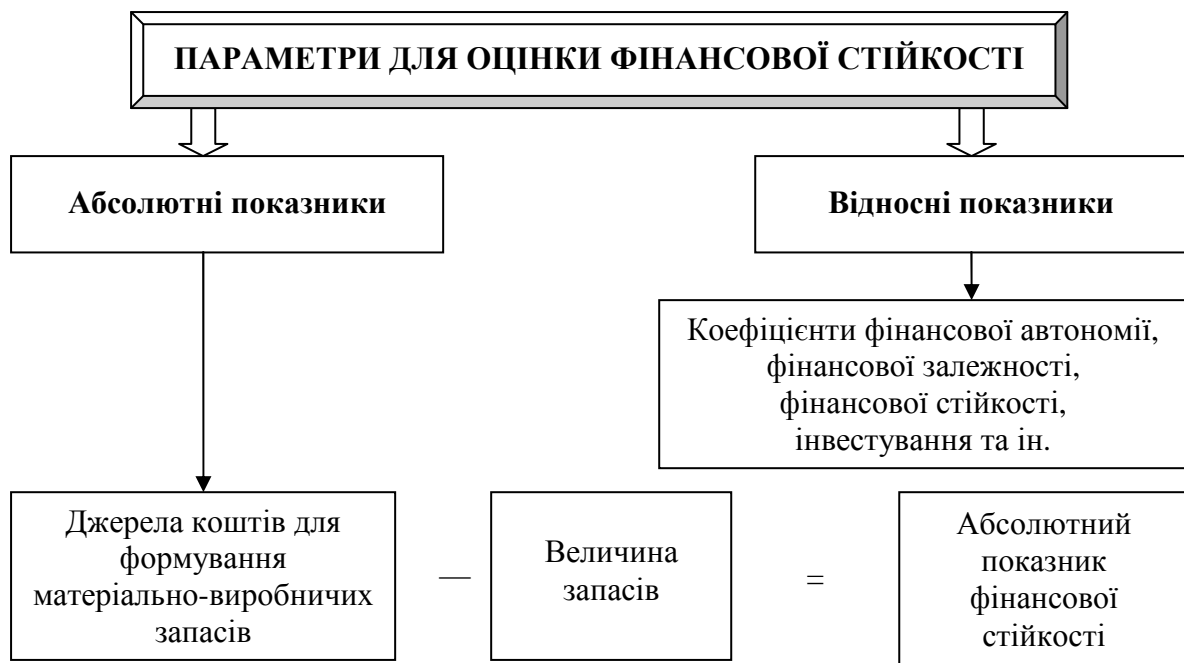 ПАРАМЕТРИ ДЛЯ ОЦІНКИ ФІНАНСОВОЇ СТІЙКОСТІ
Абсолютні показники
Відносні показники
Коефіцієнти фінансової автономії,
фінансової залежності,
фінансової стійкості,
інвестування та ін.
Джерела коштів для
формування
матеріально-виробничих
запасів
—
Величина
запасів
=
Абсолютний
показник
фінансової
стійкості